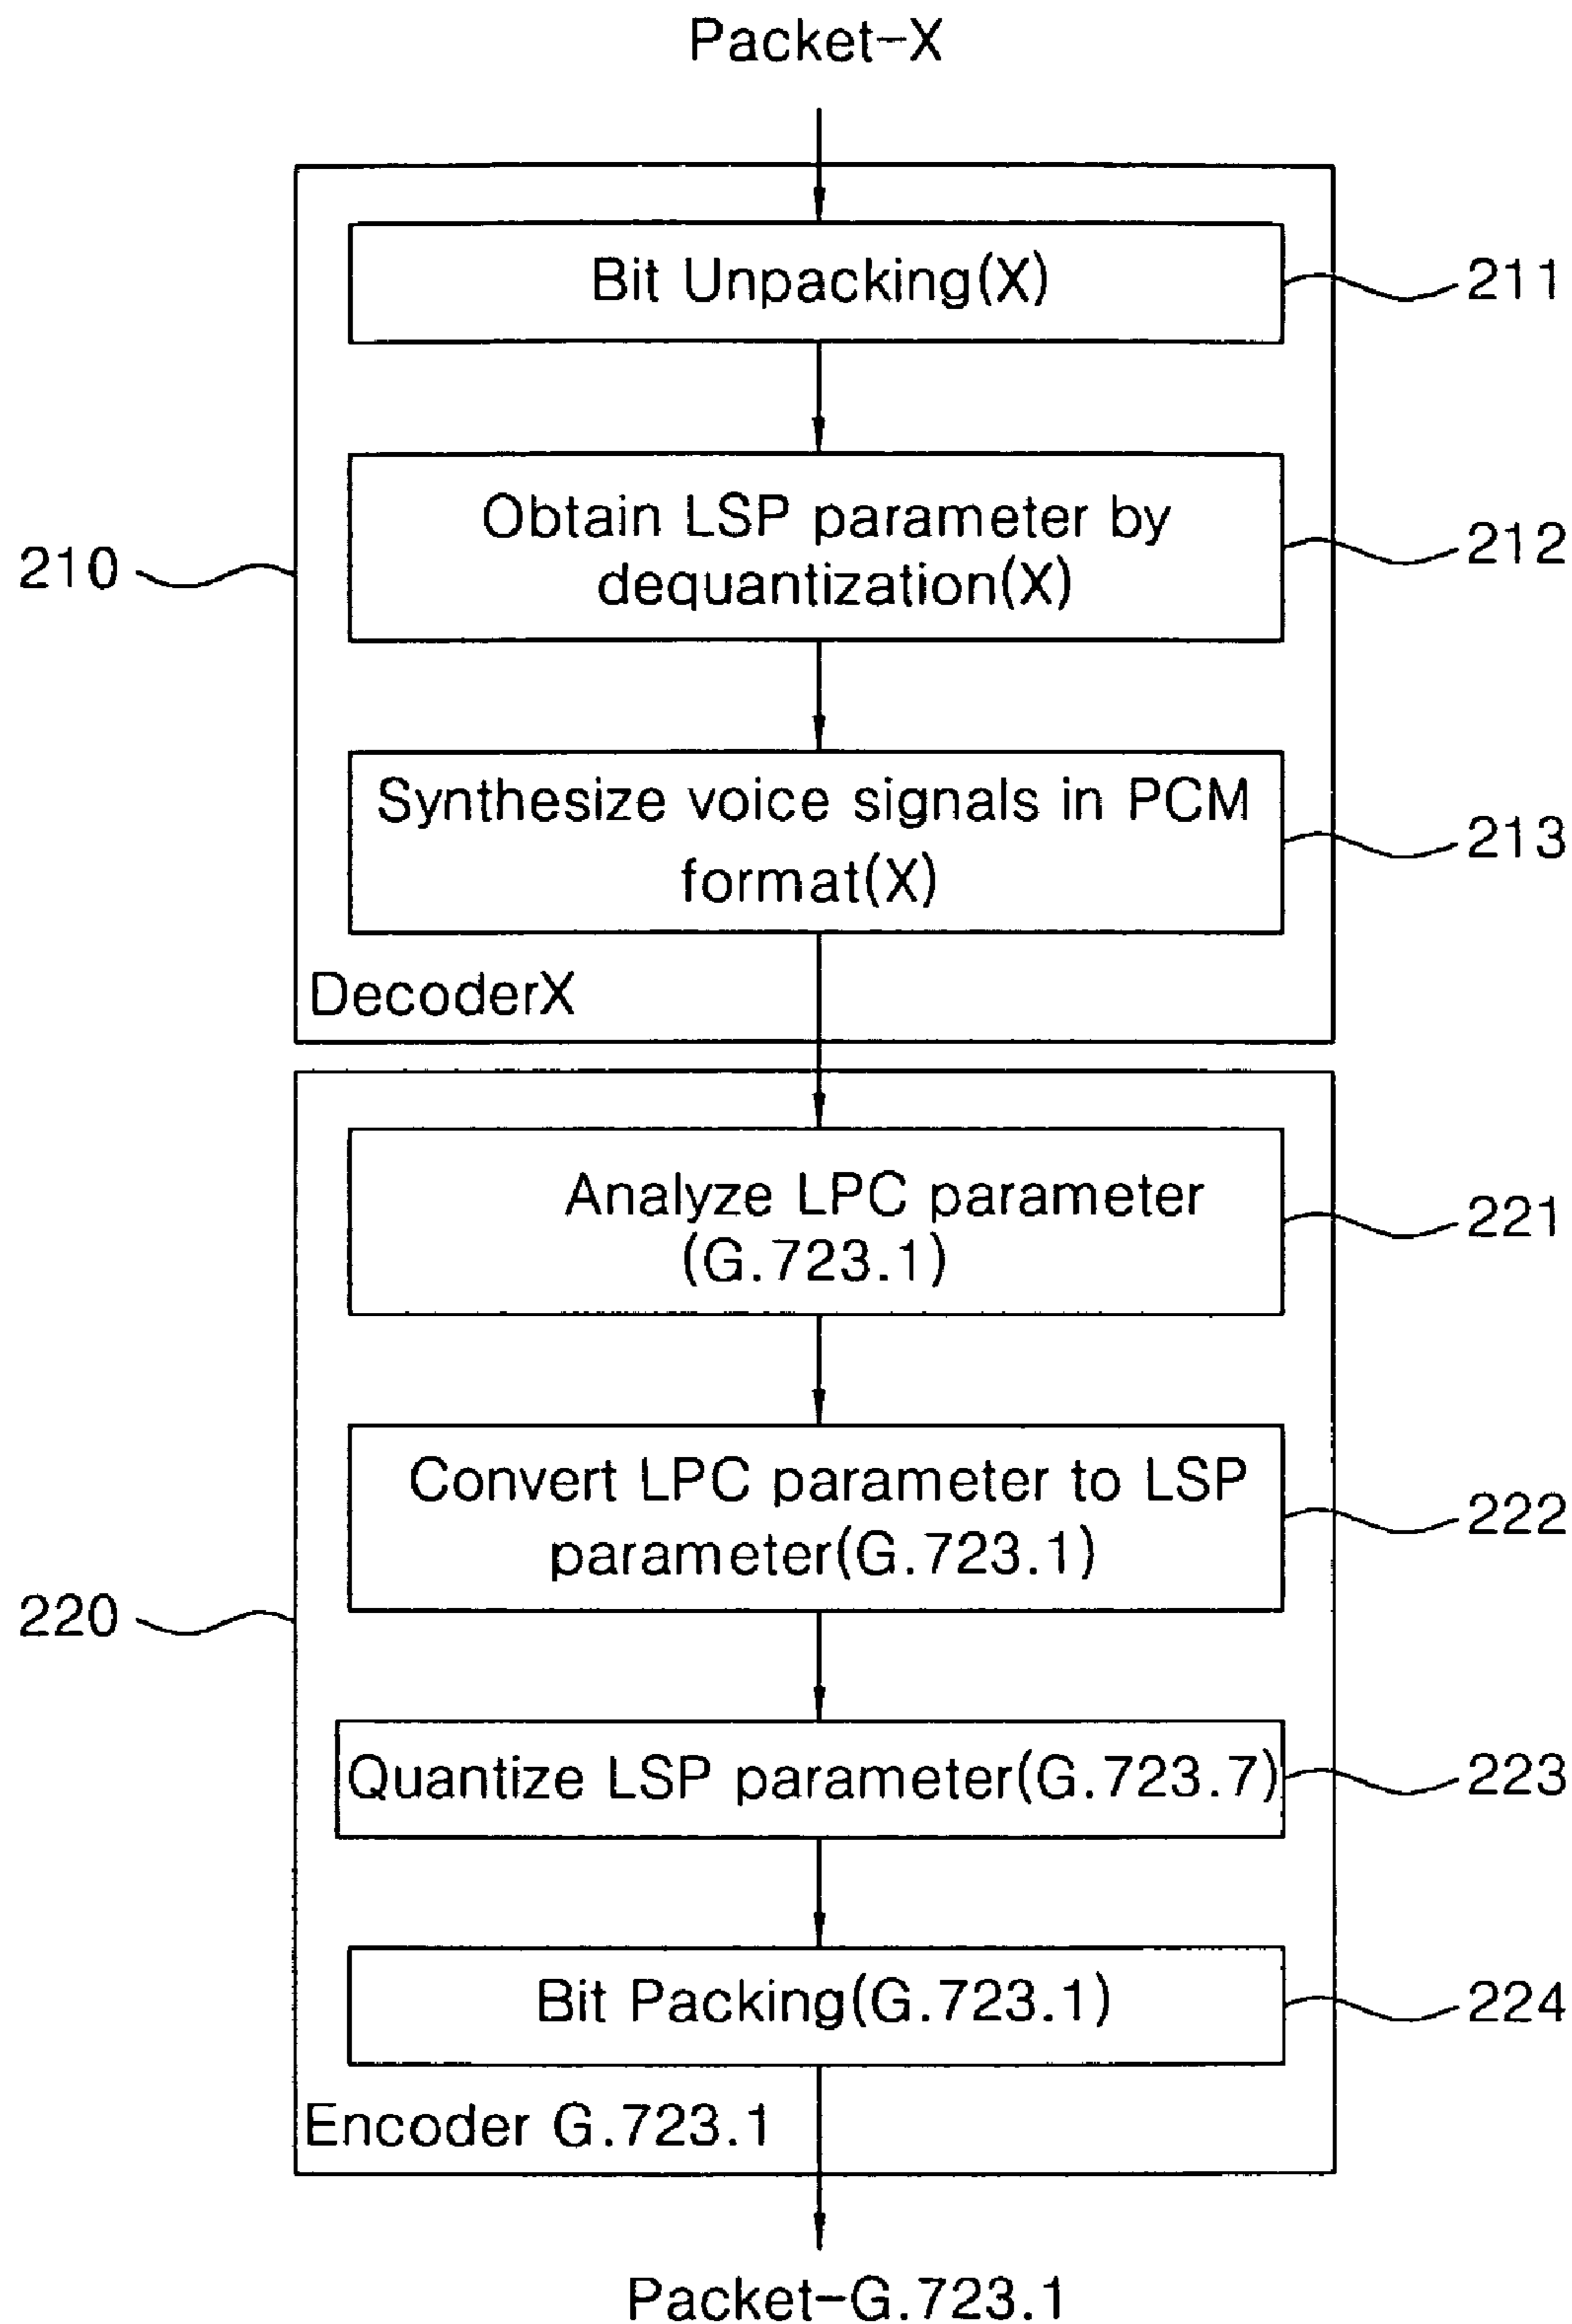 Packet-X
Bit Unpacking(X)
211
Obtain LSP parameter by
dequantization(X)
212
210
Synthesize voice signals in PCM
format(X)
213
DecoderX
Analyze LPC parameter
(G.723.1)
221
Convert LPC parameter to LSP
parameter(G.723.1)
222
220
Quantize LSP parameter(G.723.7)
223
Bit Packing(G.723.1)
224
Encoder G.723.1
Packet-G.723.1